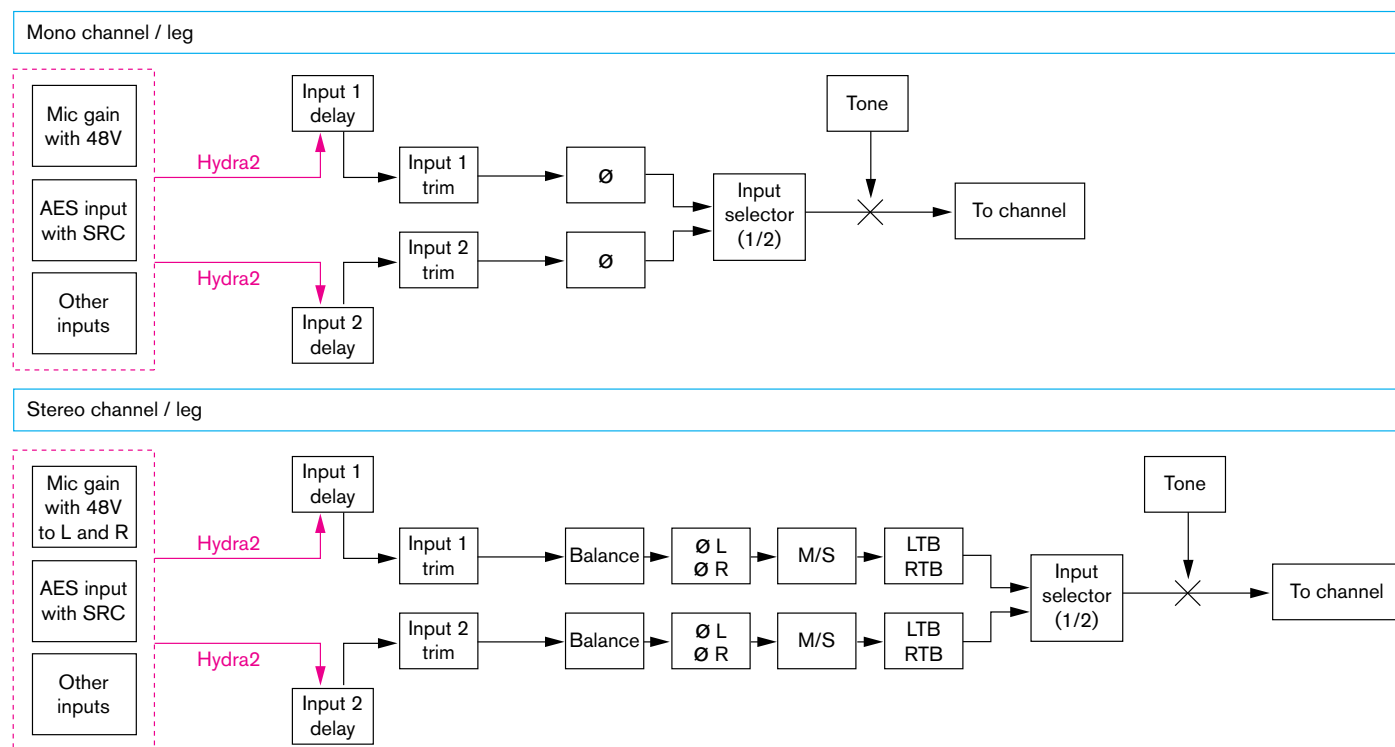 Mono channel / leg
Mic gain
with 48V
AES input
with SRC
Other
inputs
Hydra2
Hydra2
Input 1
delay
Input 2
delay
Input 1
trim
Input 2
trim
Ø
Ø
Input
selector
(1/2)
Tone
To channel
Stereo channel / leg
Mic gain
with 48V
to L and R
AES input
with SRC
Other
inputs
Hydra2
Hydra2
Input 1
delay
Input 2
delay
Input 1
trim
Input 2
trim
Balance
Balance
Ø L
Ø R
Ø L
Ø R
M/S
M/S
LTB
RTB
LTB
RTB
Input
selector
(1/2)
Tone
To channel